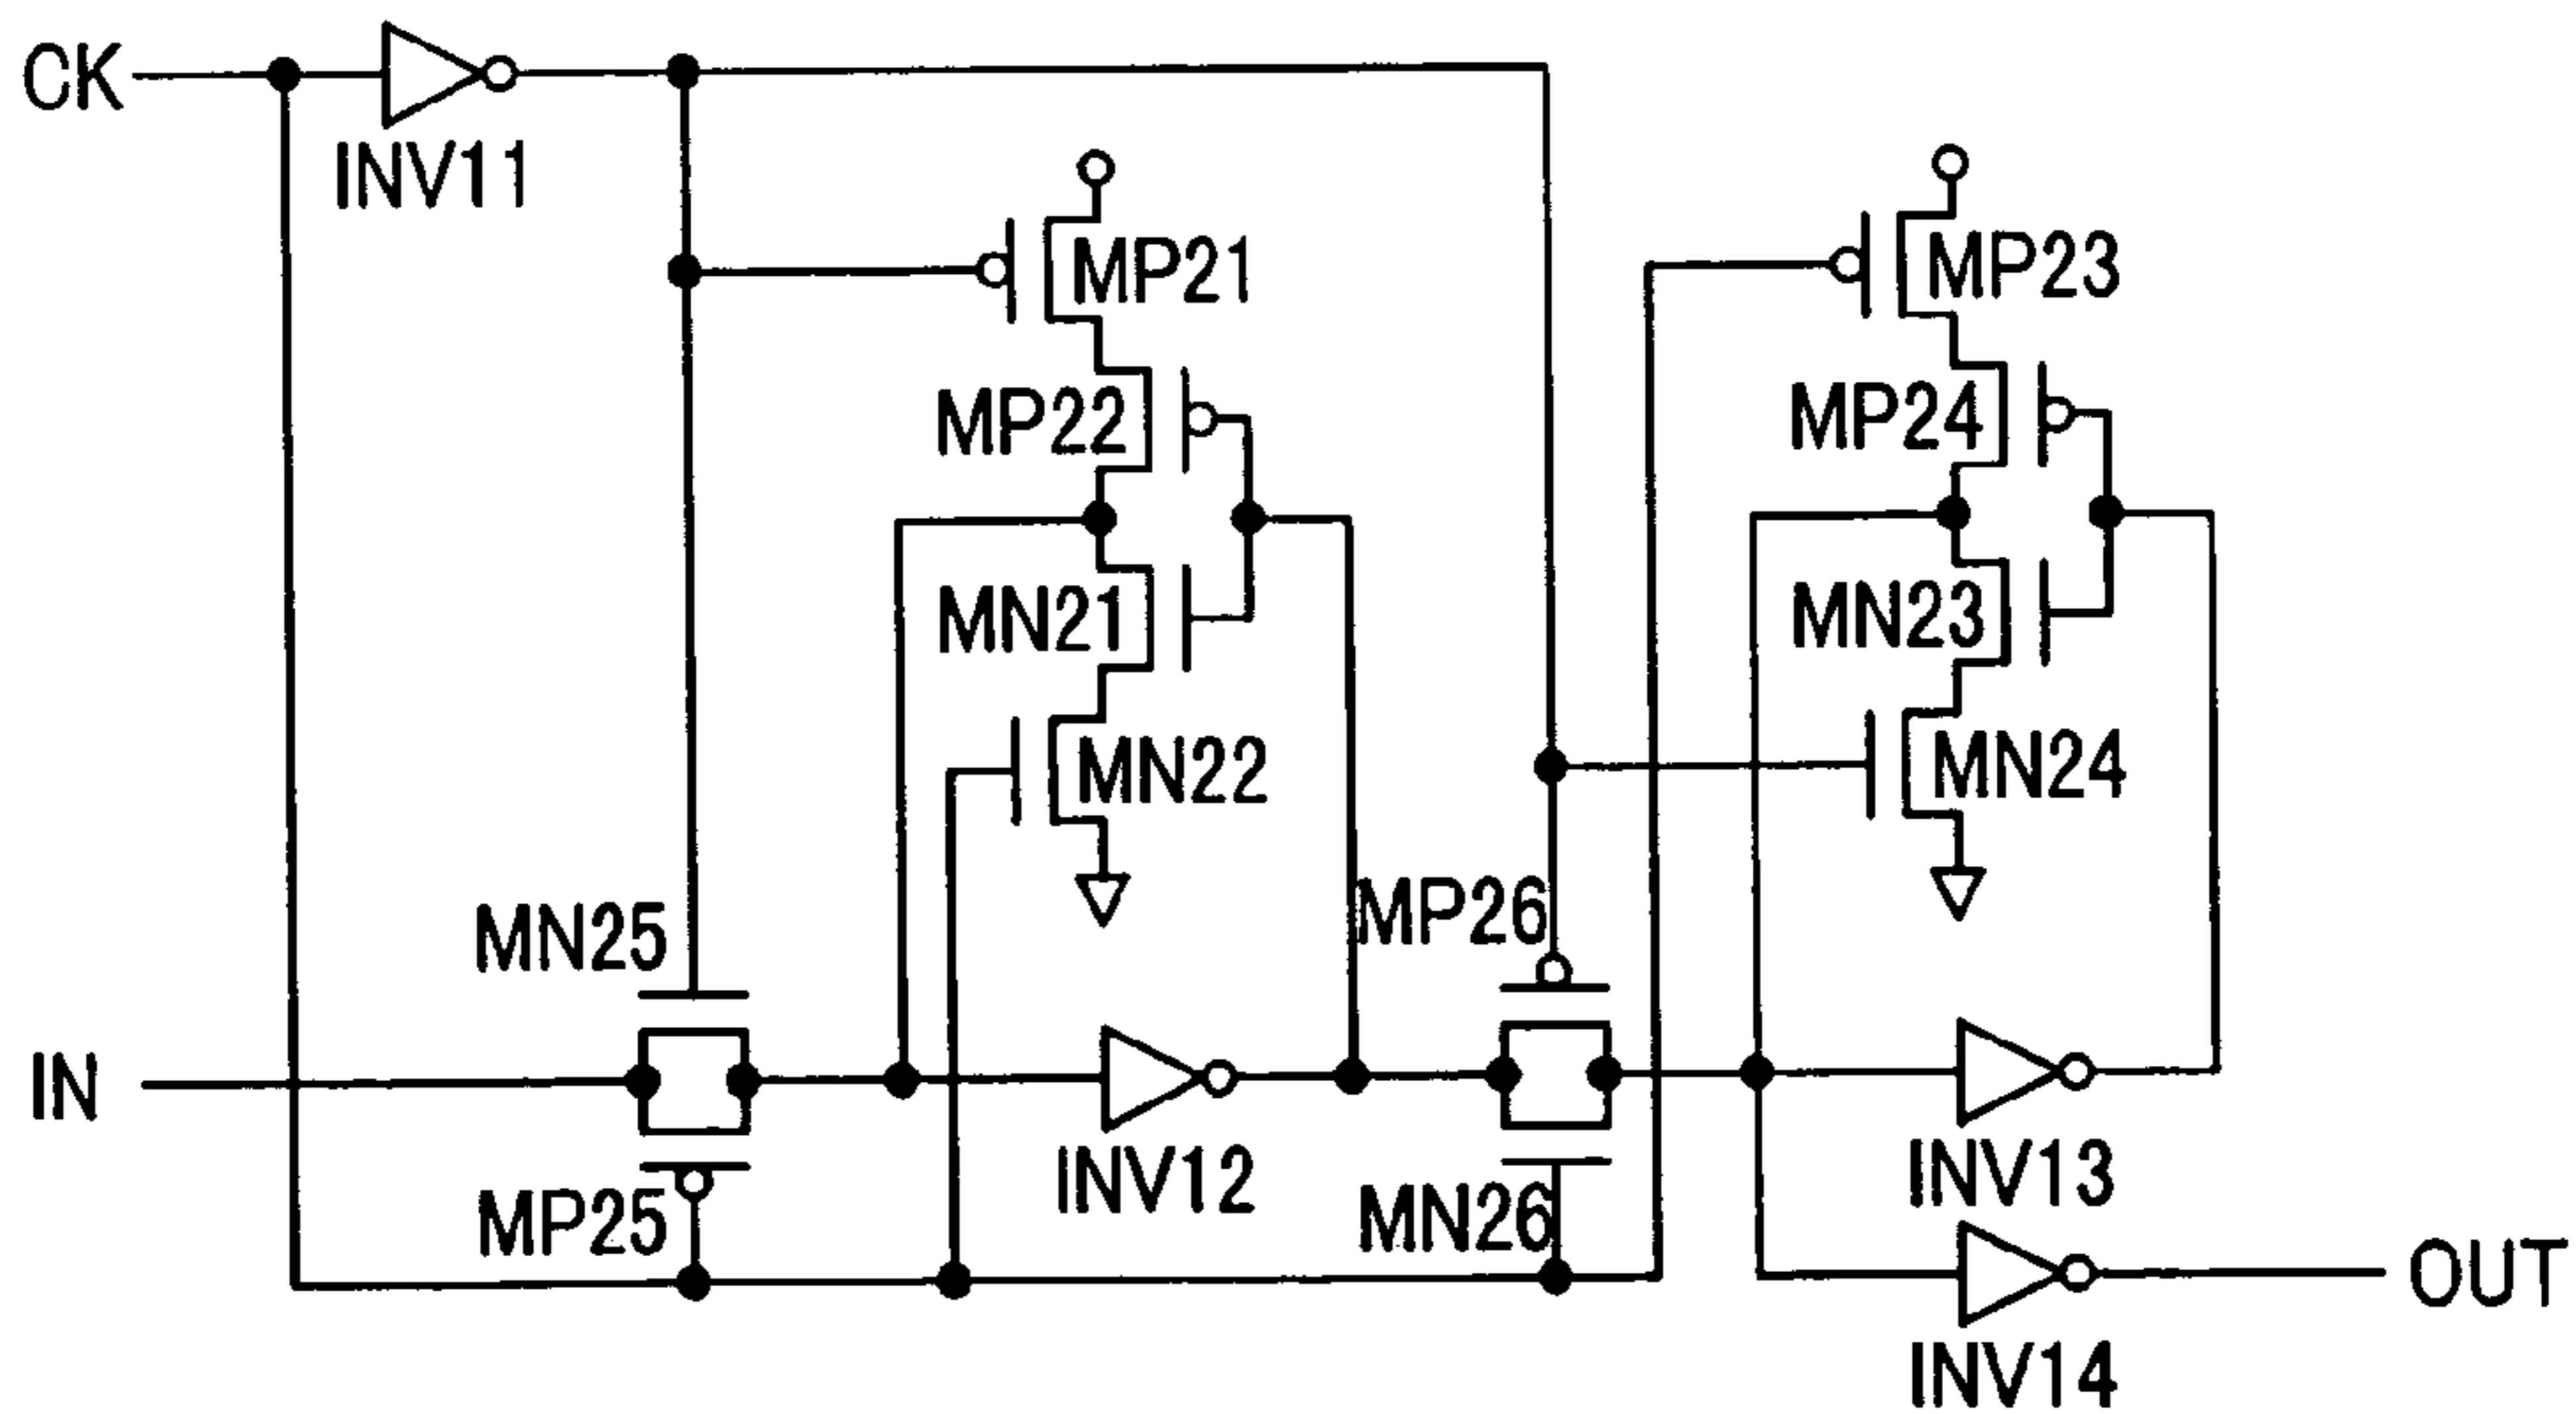 CK
INV11
MP21
MP23
MP22
MP24
MN21
MN23
MN22
MN24
MN25
MP26
IN
INV12
INV13
MP25
MN26
OUT
INV14